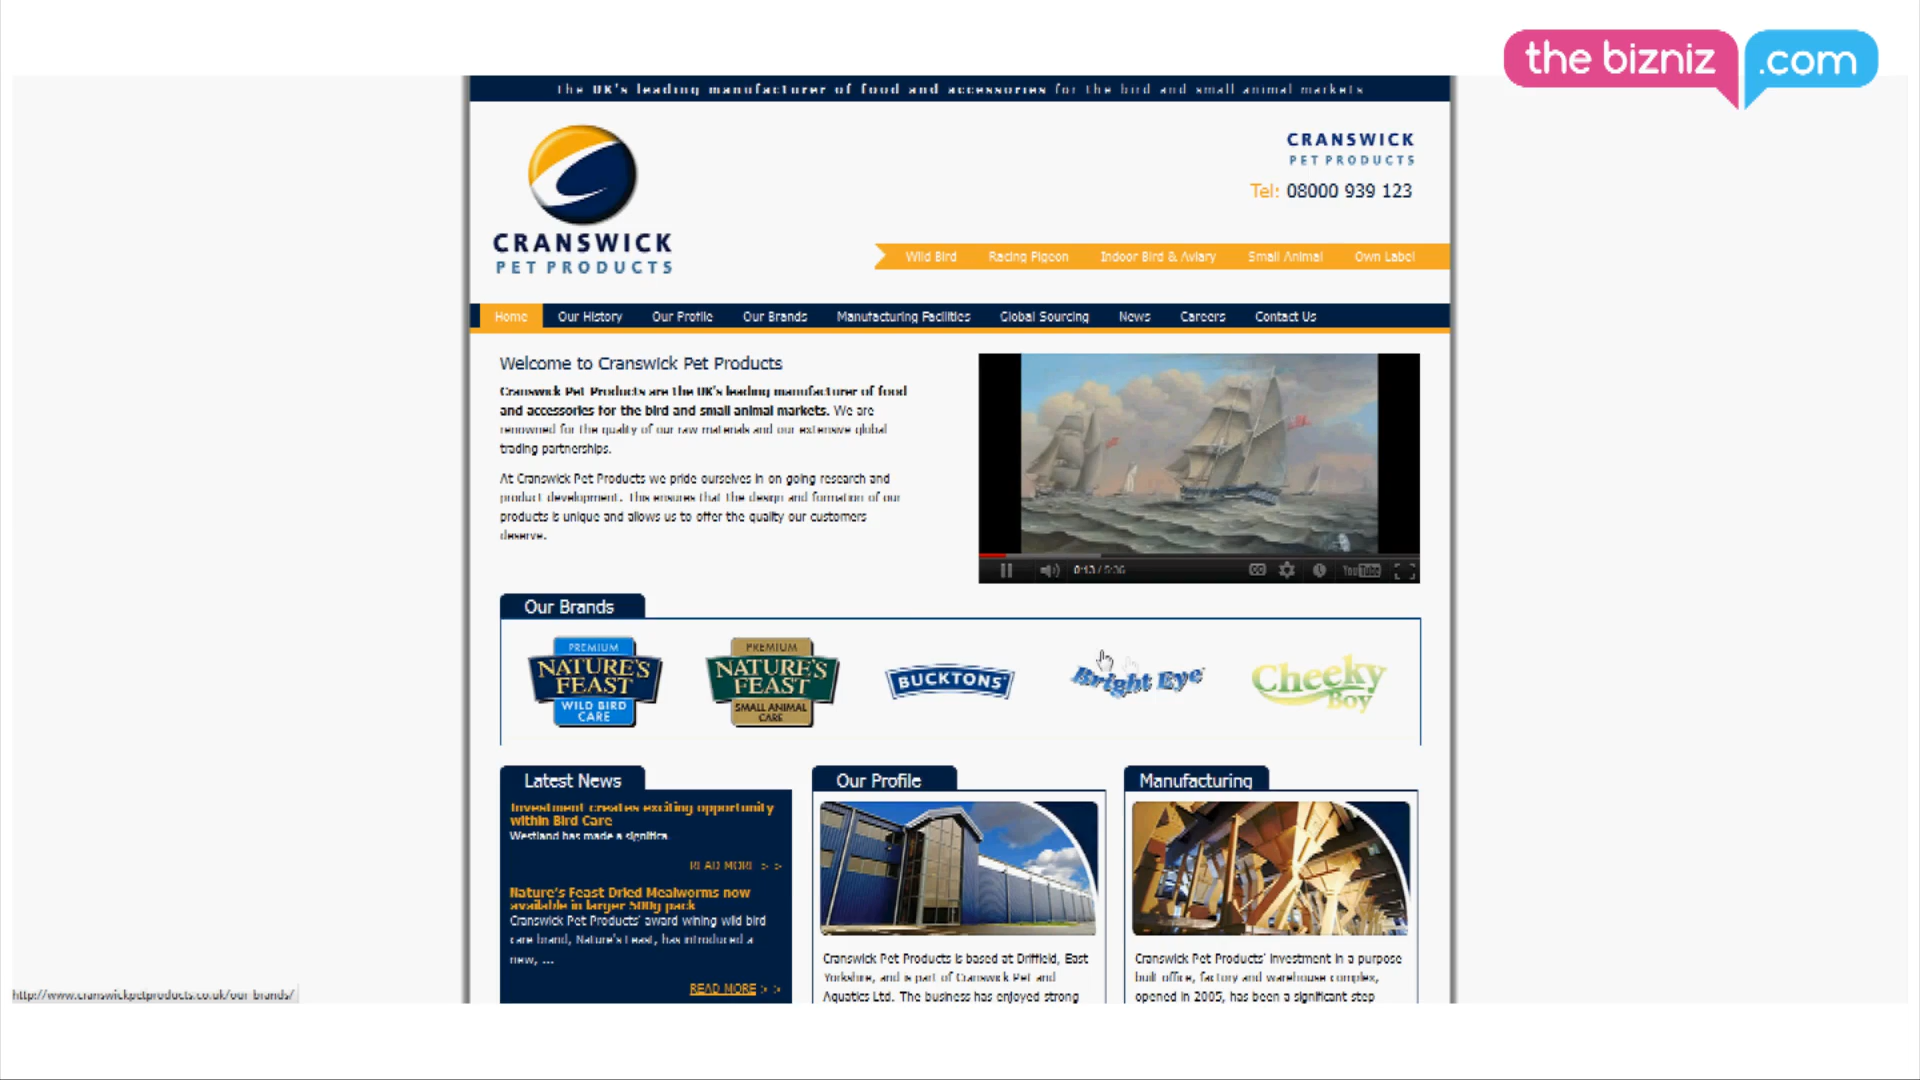 the bizniz .com
The UK's leading manufacturer of food and accessories for the bird and small animal markets
CRANSWICK
PET PRODUCTS
Tel: 08000 939 123
CRANSWICK
PET PRODUCTS
Wild Bird Racing Pigeon Indoor Bird & Aviary Small Animal Own Label
Home Our History Our Profile Our Brands Manufacturing Facilities Global Sourcing News Careers Contact Us
Welcome to Cranswick Pet Products
Cranswick Pet Products are the UK's leading manufacturer of food
and accessories for the bird and small animal markets. We are
renowned for the quality of our raw materials and our extensive global
trading partnerships.
At Cranswick Pet Products we pride ourselves in on going research and
product development. This ensures that the design and formation of our
products is unique and allows us to offer the quality our customers
deserve.
0:13 / 5:36
CC
YouTube
Our Brands
PREMIUM
NATURE'S
FEAST
WILD BIRD
CARE
PREMIUM
NATURE'S
FEAST
SMALL ANIMAL
CARE
BUCKTONS
Bright Eye
Cheeky
Boy
Latest News
Investment creates exciting opportunity
within Bird Care
Westland has made a significa
READ MORE > >
Nature's Feast Dried Mealworms now
available in larger 500g pack
Cranswick Pet Products' award wining wild bird
care brand, Nature's Feast, has introduced a
new, ...
READ MORE > >
Our Profile
Cranswick Pet Products is based at Driffield, East
Yorkshire, and is part of Cranswick Pet and
Aquatics Ltd. The business has enjoyed strong
Manufacturing
Cranswick Pet Products' investment in a purpose
built office, factory and warehouse complex,
opened in 2005, has been a significant step
http://www.cranswickpetproducts.co.uk/our_brands/